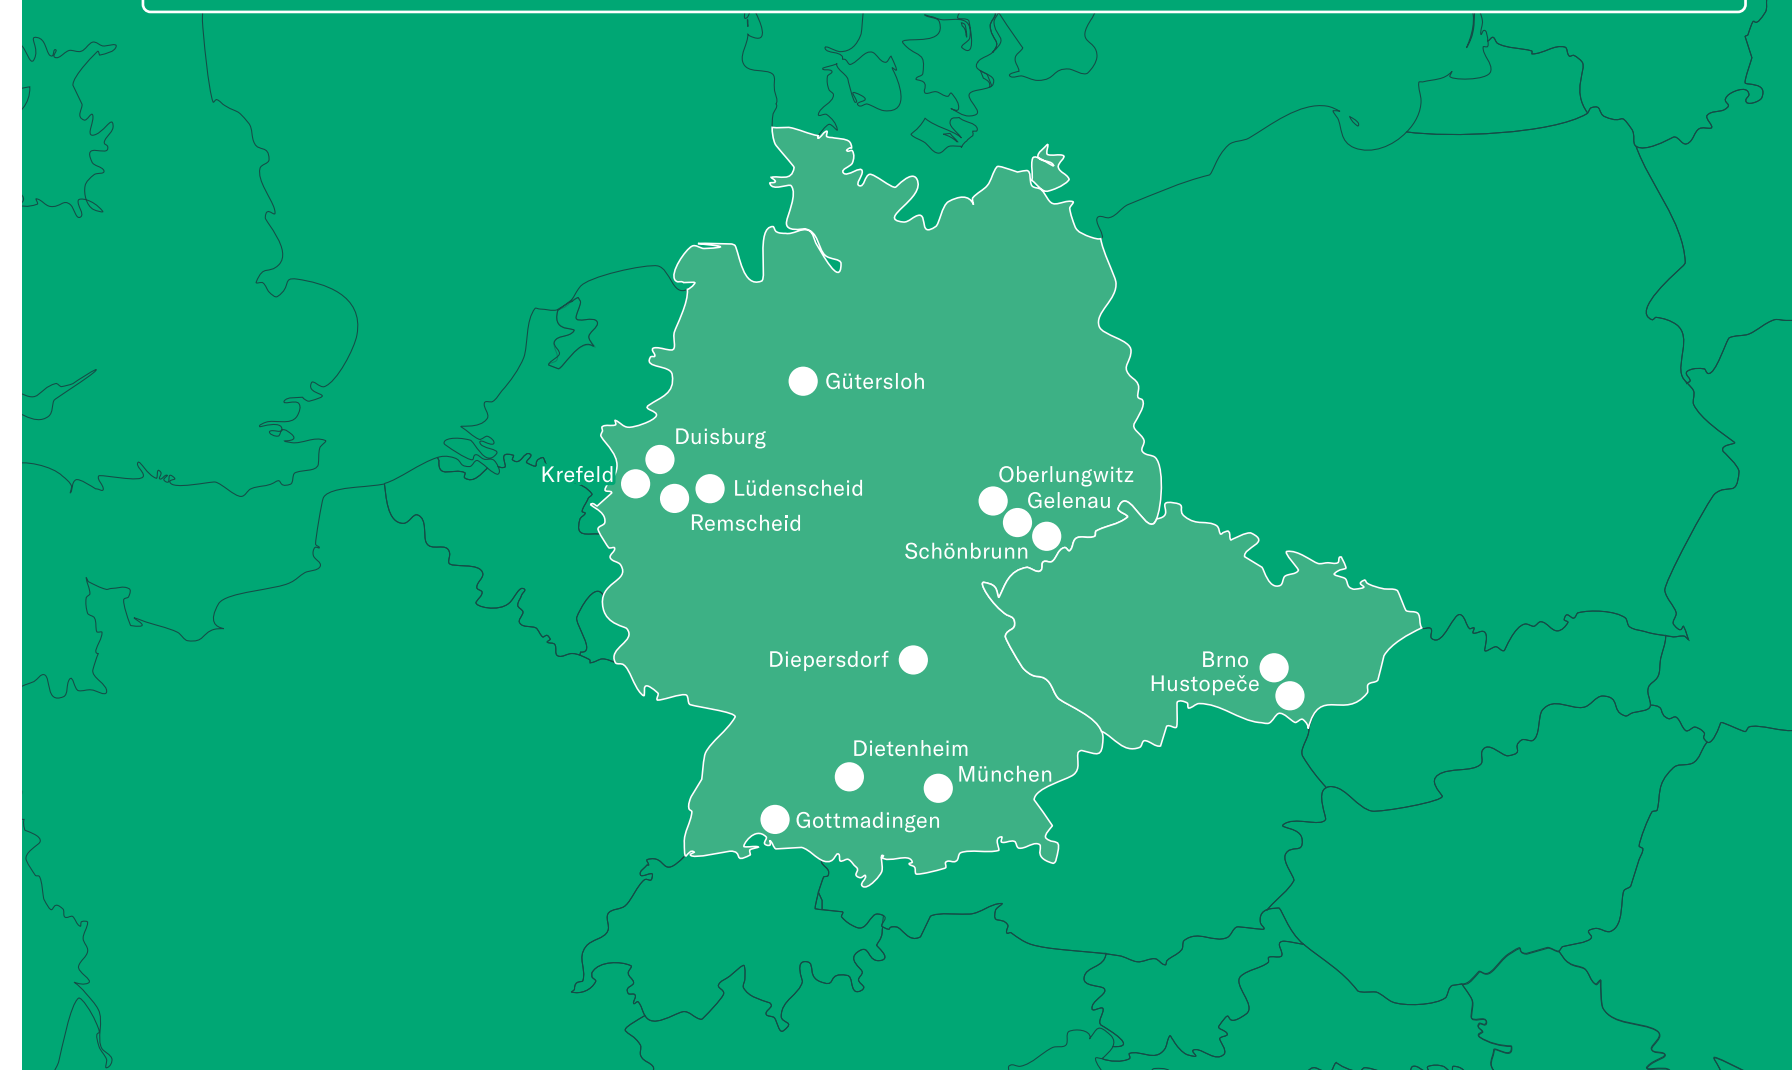 Gütersloh
Duisburg
Krefeld
Lüdenscheid
Remscheid
Oberlungwitz
Gelenau
Schönbrunn
Diepersdorf
Brno
Hustopeče
Dietenheim
München
Gottmadingen